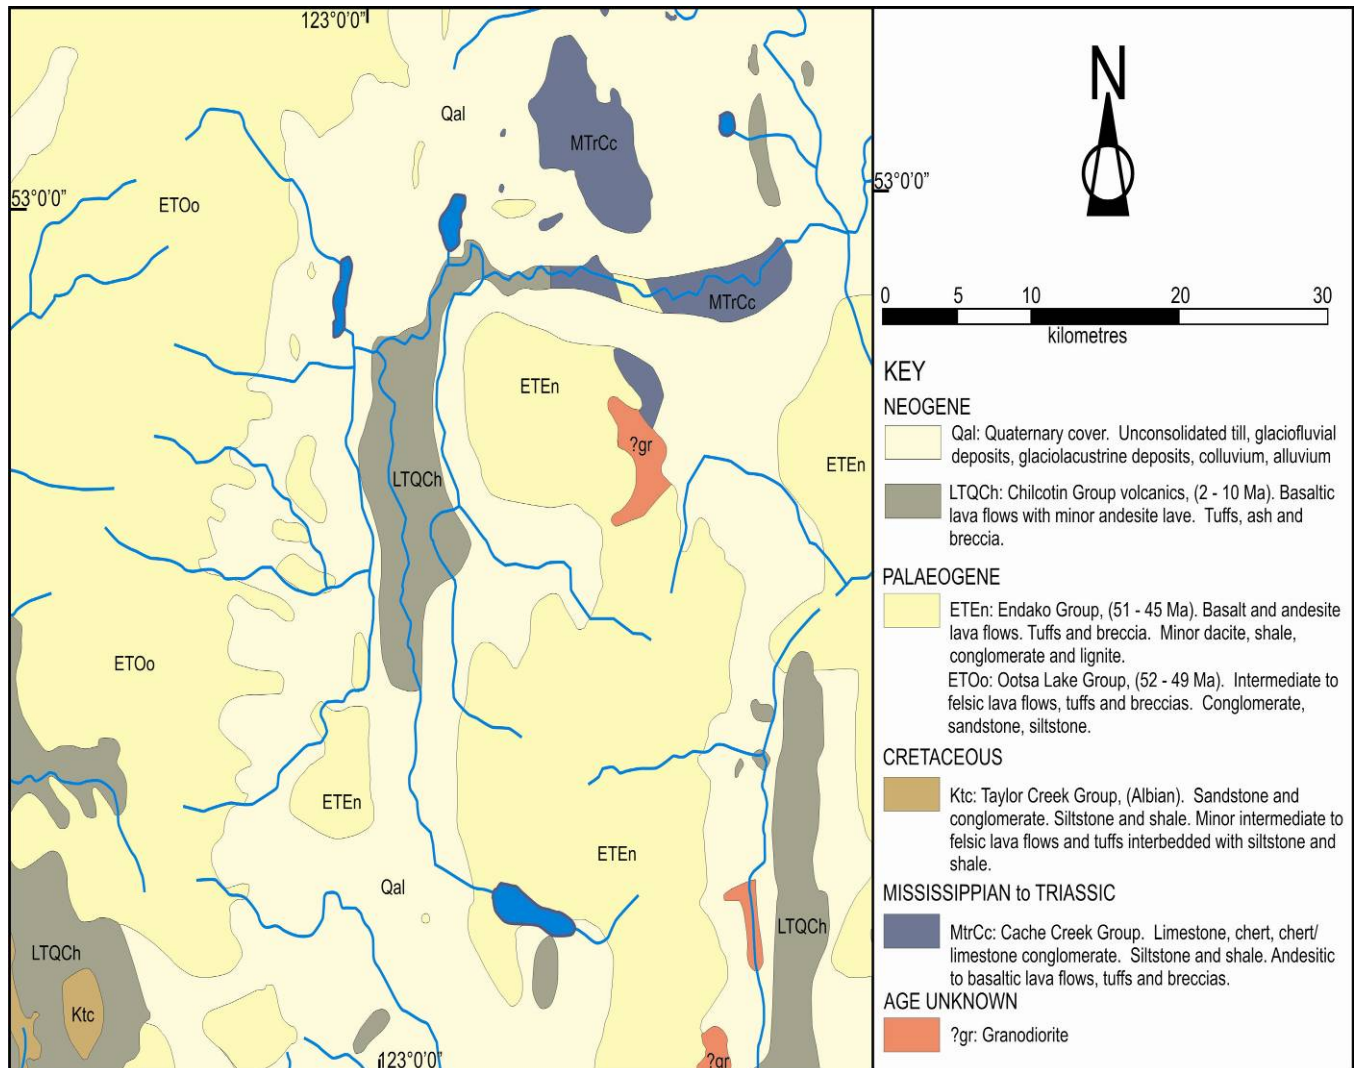 123°0'0"
Qal
MTrCc
53°0'0"
53°0'0"
ETOo
MTrCc
ETEn
?gr
ETEn
LTQCh
ETOo
ETEn
ETEn
Qal
LTQCh
LTQCh
Ktc
123°0'0"
?gr
N
0 5 10 20 30
kilometres
KEY
NEOGENE
Qal: Quaternary cover. Unconsolidated till, glaciofluvial
deposits, glaciolacustrine deposits, colluvium, alluvium
LTQCh: Chilcotin Group volcanics, (2 - 10 Ma). Basaltic
lava flows with minor andesite lave. Tuffs, ash and
breccia.
PALAEOGENE
ETEn: Endako Group, (51 - 45 Ma). Basalt and andesite
lava flows. Tuffs and breccia. Minor dacite, shale,
conglomerate and lignite.
ETOo: Ootsa Lake Group, (52 - 49 Ma). Intermediate to
felsic lava flows, tuffs and breccias. Conglomerate,
sandstone, siltstone.
CRETACEOUS
Ktc: Taylor Creek Group, (Albian). Sandstone and
conglomerate. Siltstone and shale. Minor intermediate to
felsic lava flows and tuffs interbedded with siltstone and
shale.
MISSISSIPPIAN to TRIASSIC
MtrCc: Cache Creek Group. Limestone, chert, chert/
limestone conglomerate. Siltstone and shale. Andesitic
to basaltic lava flows, tuffs and breccias.
AGE UNKNOWN
?gr: Granodiorite